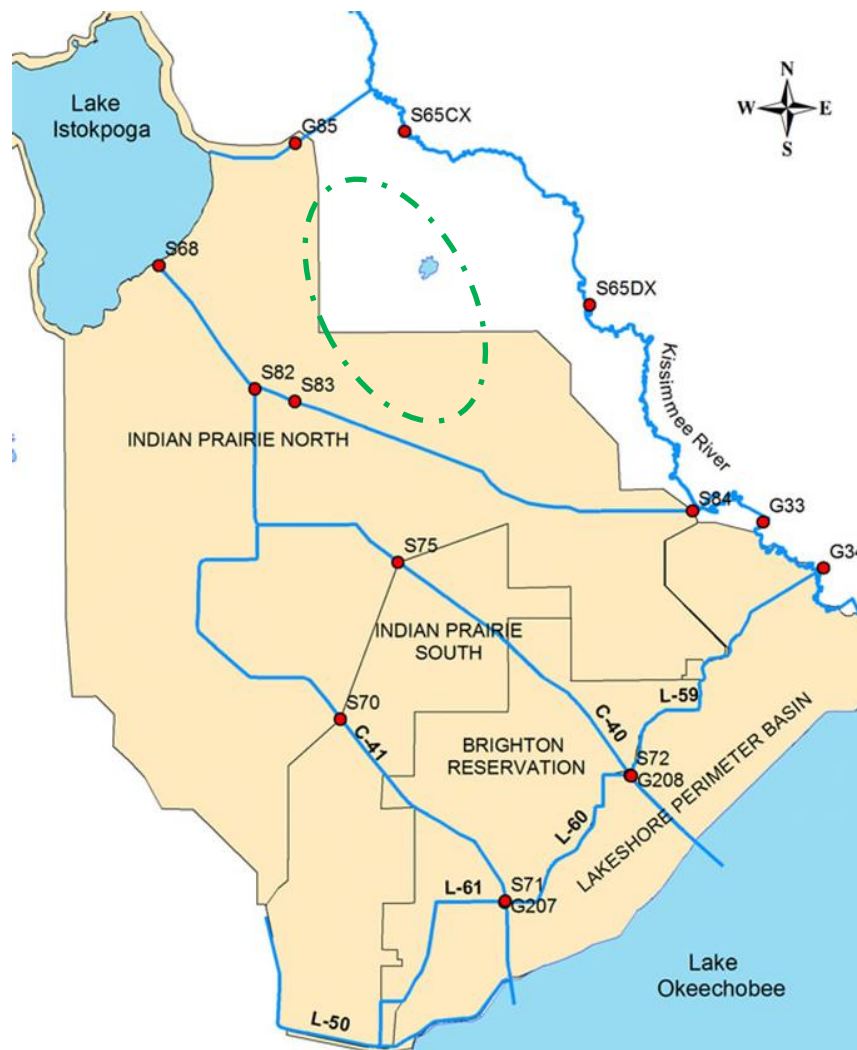 Lake
Istokpoga
G85
S65CX
N
W
E
S
S68
S65DX
Kissimmee River
S82
S83
INDIAN PRAIRIE NORTH
S84
G33
S75
G34
INDIAN PRAIRIE
SOUTH
L-59
S70
C-41
C-40
BRIGHTON
RESERVATION
S72
G208
LAKESHORE PERIMETER BASIN
L-60
L-61
S71
G207
Lake
Okeechobee
L-50